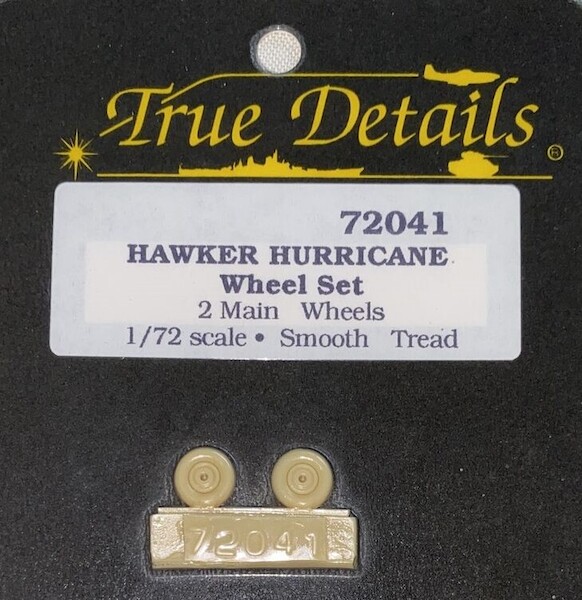 True Details ®
72041
HAWKER HURRICANE
Wheel Set
2 Main Wheels
1/72 scale • Smooth Tread
72041